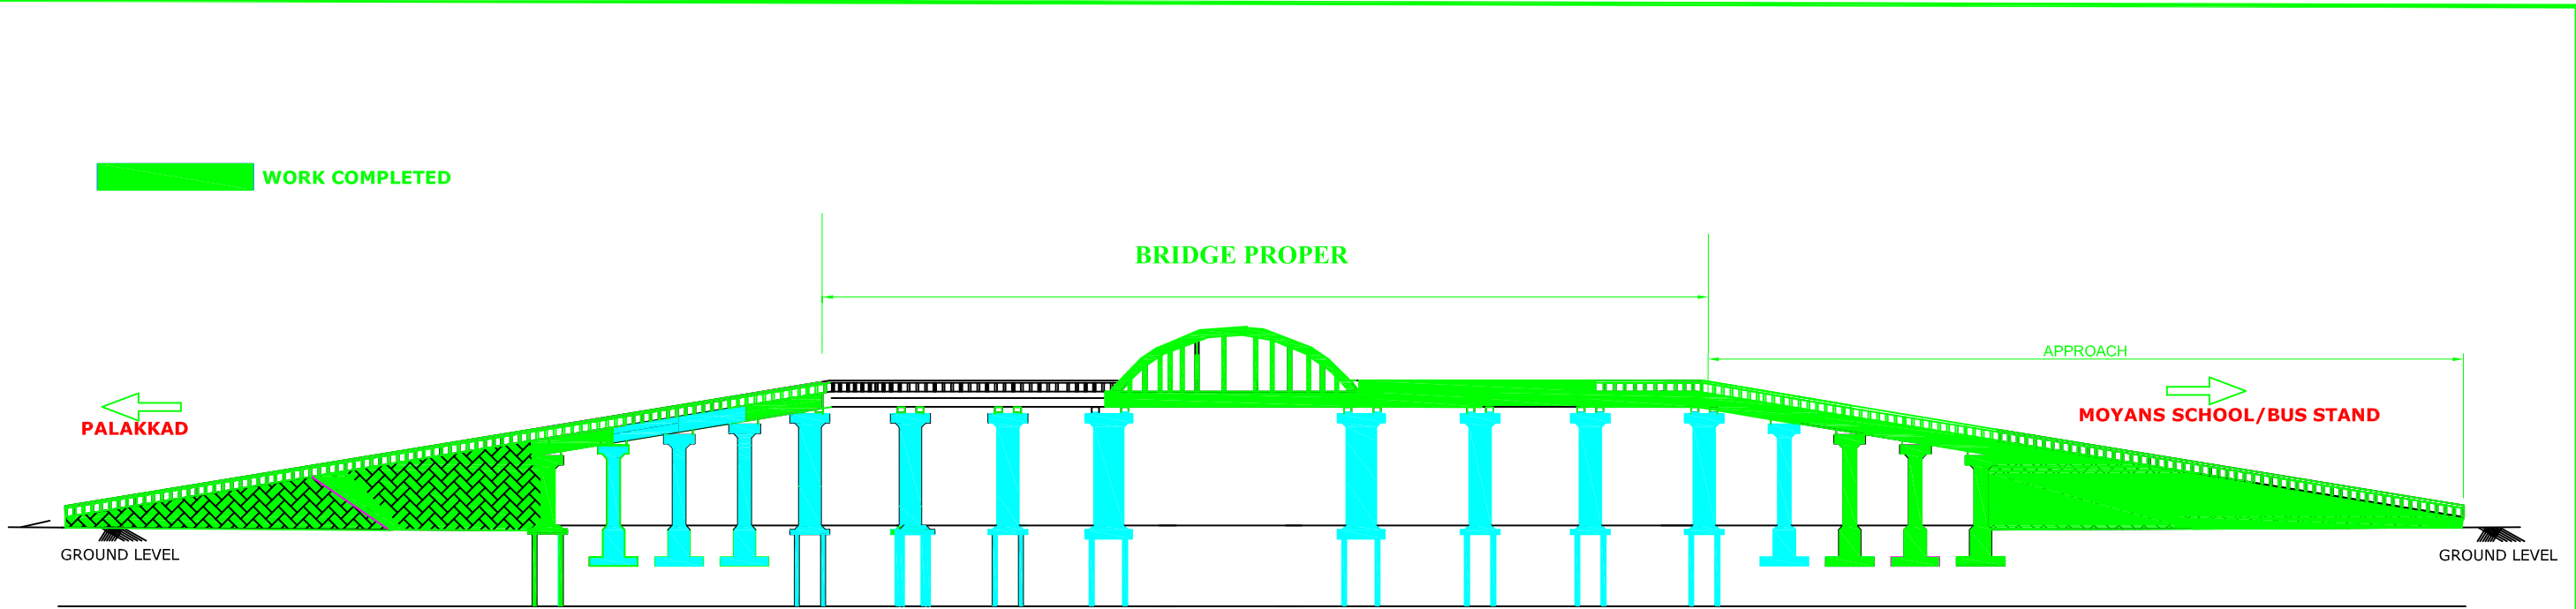 WORK COMPLETED
BRIDGE PROPER
APPROACH
PALAKKAD
MOYANS SCHOOL/BUS STAND
GROUND LEVEL
GROUND LEVEL